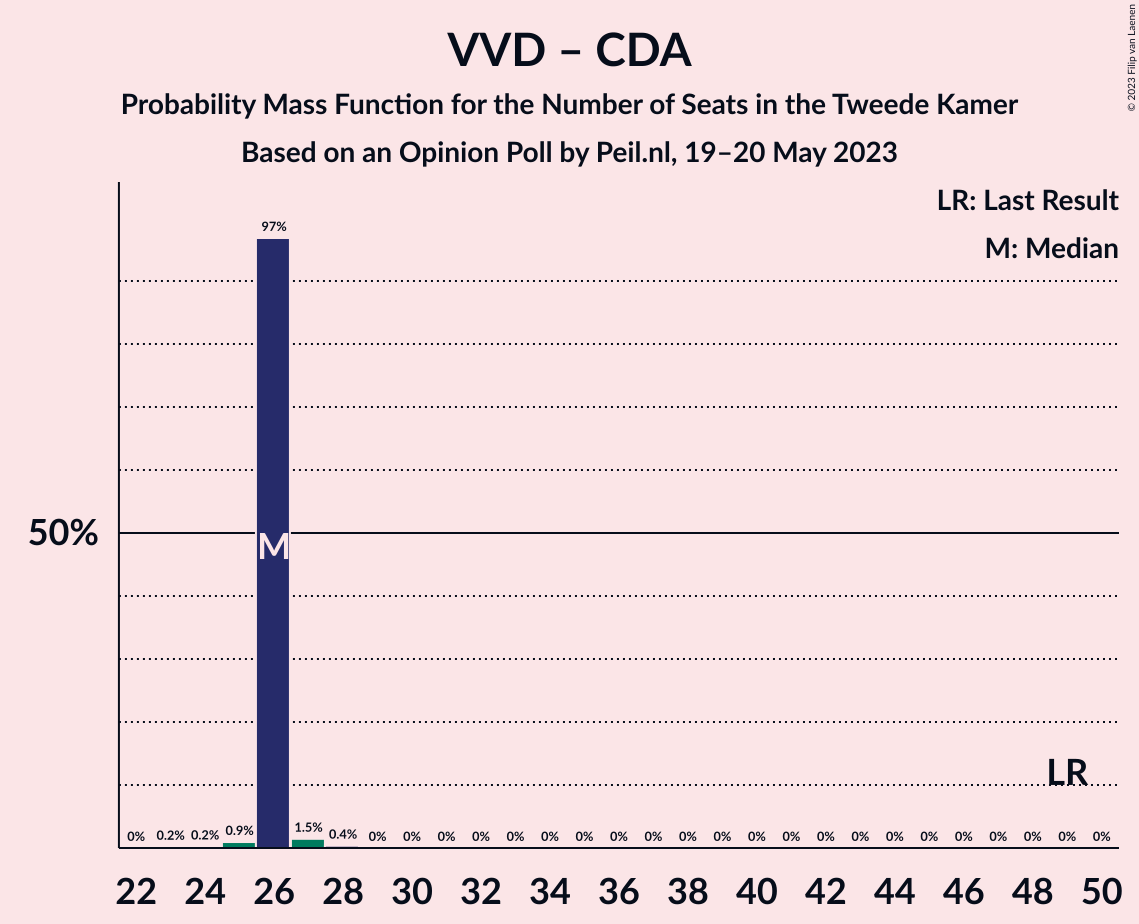 VVD – CDA
Probability Mass Function for the Number of Seats in the Tweede Kamer
Based on an Opinion Poll by Peil.nl, 19–20 May 2023
© 2023 Filip van Laenen
LR: Last Result
M: Median
97%
50%
M
LR
0% 0.2% 0.2% 0.9% 1.5% 0.4% 0% 0% 0% 0% 0% 0% 0% 0% 0% 0% 0% 0% 0% 0% 0% 0% 0% 0% 0% 0% 0% 0%
22 24 26 28 30 32 34 36 38 40 42 44 46 48 50